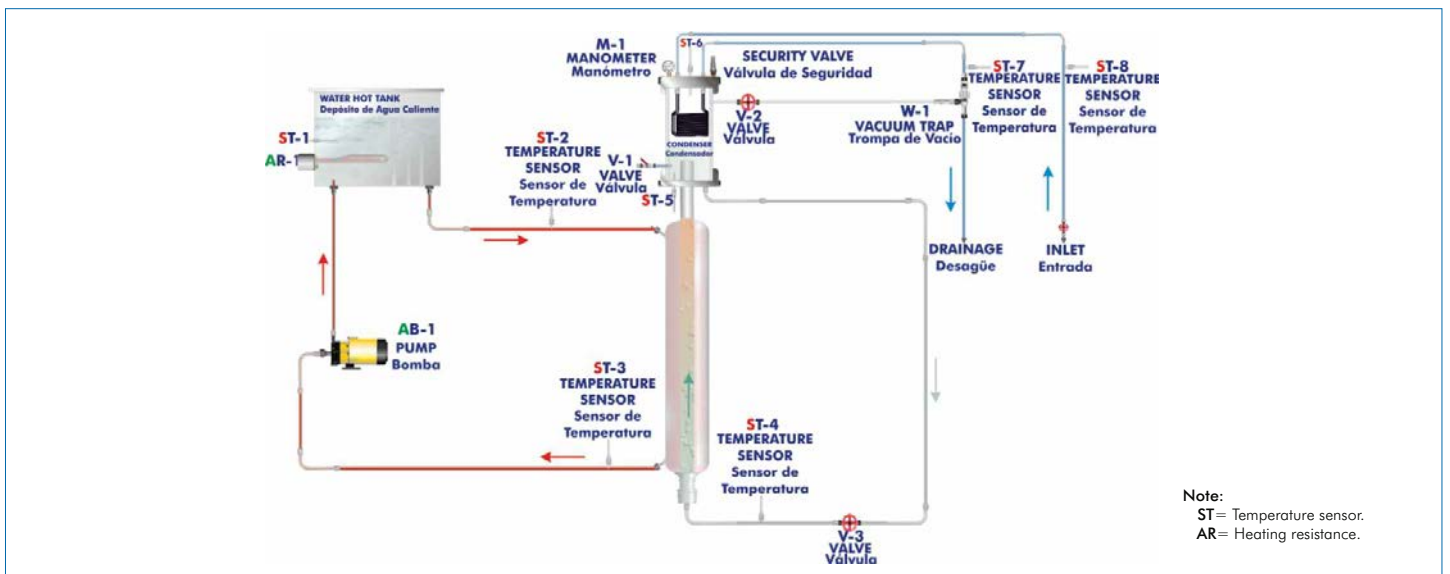 M-1
MANOMETER
Manómetro
ST-6
SECURITY VALVE
Válvula de Seguridad
ST-7
TEMPERATURE
SENSOR
Sensor de
Temperatura
ST-8
TEMPERATURE
SENSOR
Sensor de
Temperatura
WATER HOT TANK
Depósito de Agua Caliente
ST-1
AR-1
ST-2
TEMPERATURE
SENSOR
Sensor de
Temperatura
V-2
VALVE
Válvula
W-1
VACUUM TRAP
Trompa de Vacío
CONDENSER
Condensador
V-1
VALVE
Válvula
ST-5
DRAINAGE
Desagüe
INLET
Entrada
AB-1
PUMP
Bomba
ST-3
TEMPERATURE
SENSOR
Sensor de
Temperatura
ST-4
TEMPERATURE
SENSOR
Sensor de
Temperatura
V-3
VALVE
Válvula
Note:
ST= Temperature sensor.
AR= Heating resistance.